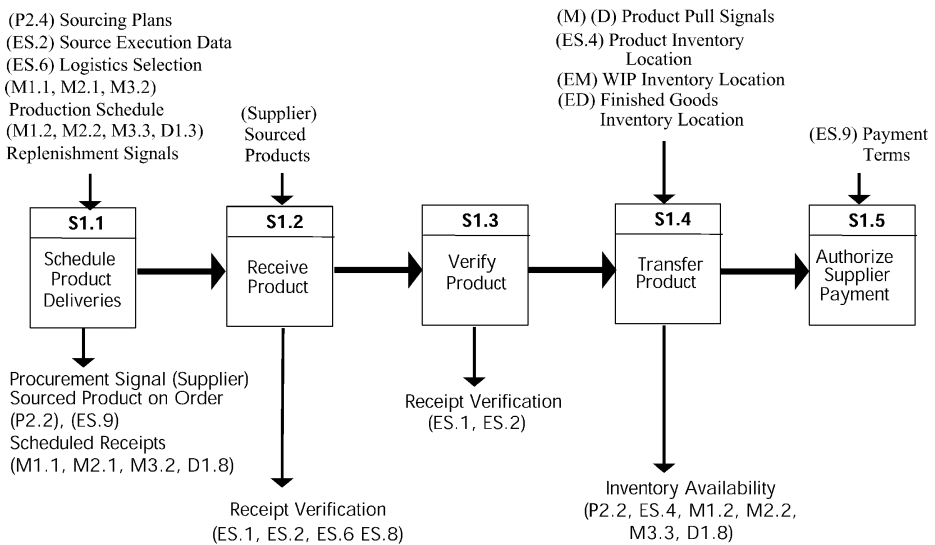 (P2.4) Sourcing Plans
(ES.2) Source Execution Data
(ES.6) Logistics Selection
(M1.1, M2.1, M3.2)
Production Schedule
(M1.2, M2.2, M3.3, D1.3)
Replenishment Signals
(Supplier)
Sourced
Products
(M) (D) Product Pull Signals
(ES.4) Product Inventory
Location
(EM) WIP Inventory Location
(ED) Finished Goods
Inventory Location
(ES.9) Payment
Terms
S1.1
Schedule
Product
Deliveries
S1.2
Receive
Product
S1.3
Verify
Product
S1.4
Transfer
Product
S1.5
Authorize
Supplier
Payment
Procurement Signal (Supplier)
Sourced Product on Order
(P2.2), (ES.9)
Scheduled Receipts
(M1.1, M2.1, M3.2, D1.8)
Receipt Verification
(ES.1, ES.2, ES.6 ES.8)
Receipt Verification
(ES.1, ES.2)
Inventory Availability
(P2.2, ES.4, M1.2, M2.2,
M3.3, D1.8)